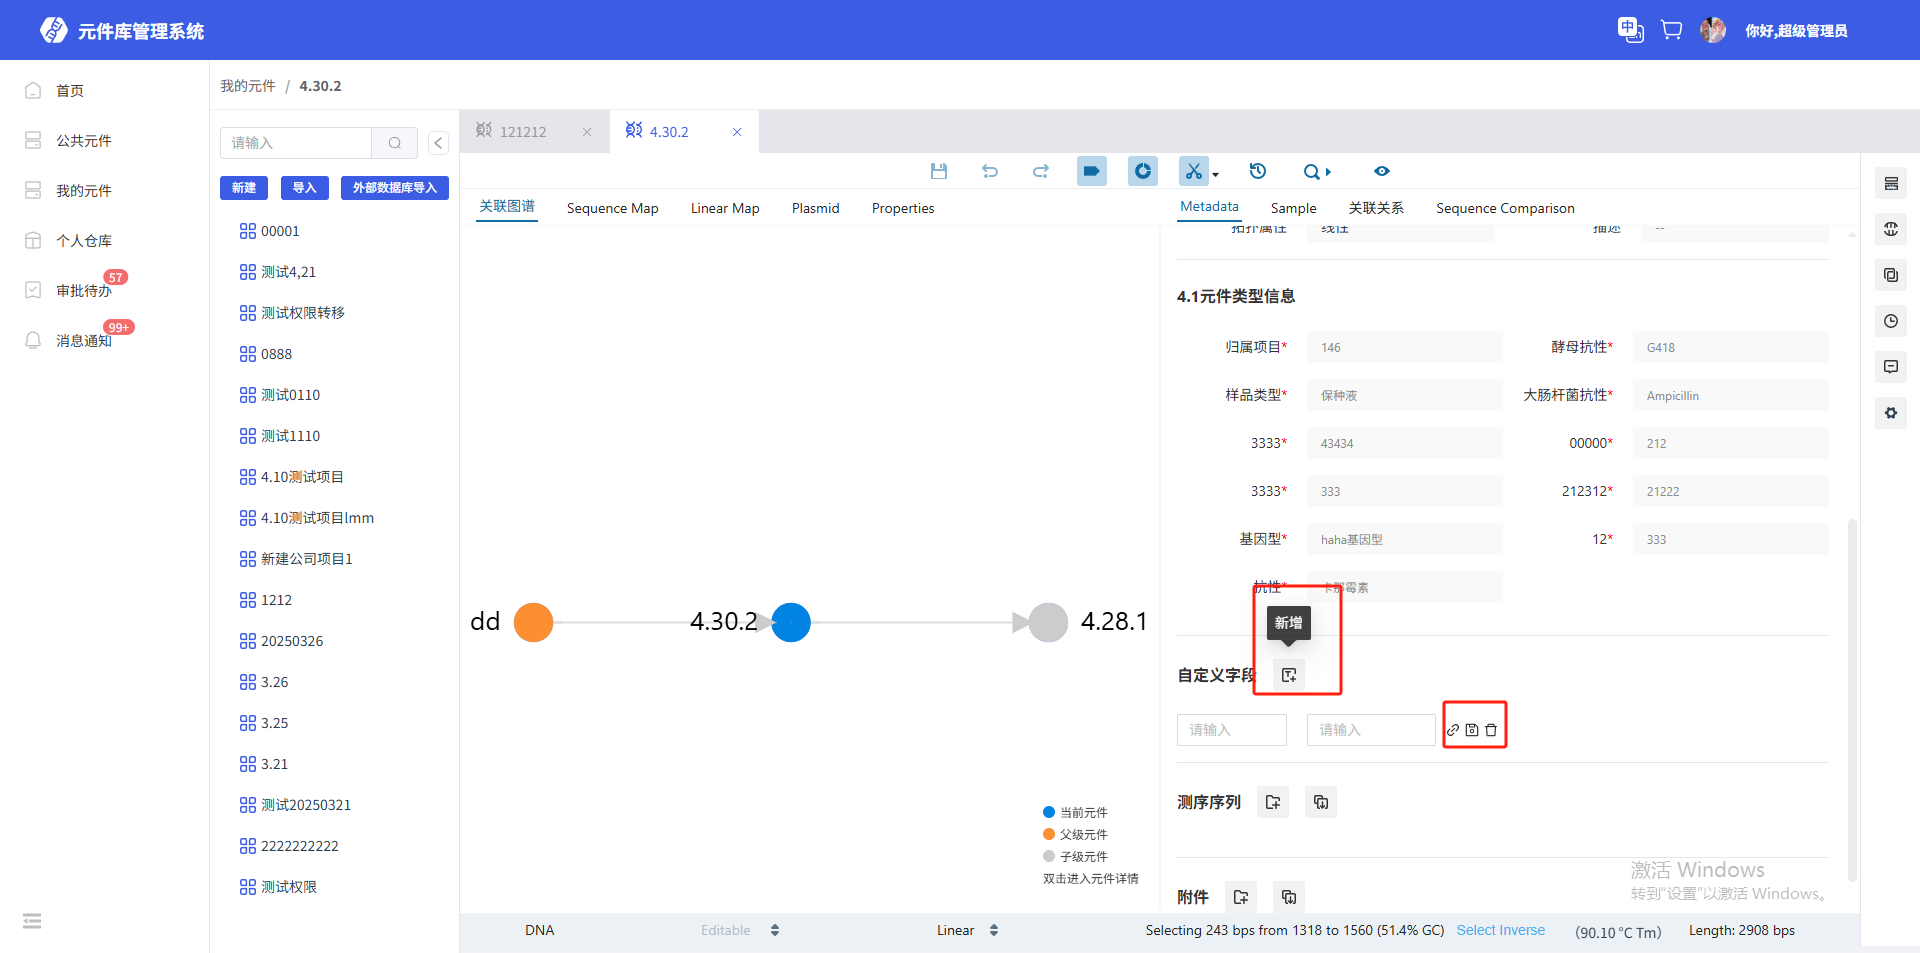 元件库管理系统
中
你好,超级管理员
首页
公共元件
我的元件
个人仓库
审批待办
57
消息通知
99+
我的元件 / 4.30.2
请输入
新建
导入
外部数据库导入
00001
测试4,21
测试权限转移
0888
测试0110
测试1110
4.10测试项目
4.10测试项目lmm
新建公司项目1
1212
20250326
3.26
3.25
3.21
测试20250321
2222222222
测试权限
121212
4.30.2
关联图谱
Sequence Map
Linear Map
Plasmid
Properties
dd
4.30.2
4.28.1
当前元件
父级元件
子级元件
双击进入元件详情
Metadata
Sample
关联关系
Sequence Comparison
拓扑属性 线性 描述 --
4.1元件类型信息
归属项目* 146 酵母抗性* G418
样品类型* 保种液 大肠杆菌抗性* Ampicillin
3333* 43434 00000* 212
3333* 333 212312* 21222
基因型* haha基因型 12* 333
抗性* 卡那霉素
新增
自定义字段
请输入 请输入
测序序列
附件
激活 Windows
转到“设置”以激活 Windows。
DNA
Editable
Linear
Selecting 243 bps from 1318 to 1560 (51.4% GC)
Select Inverse
(90.10 °C Tm)
Length: 2908 bps